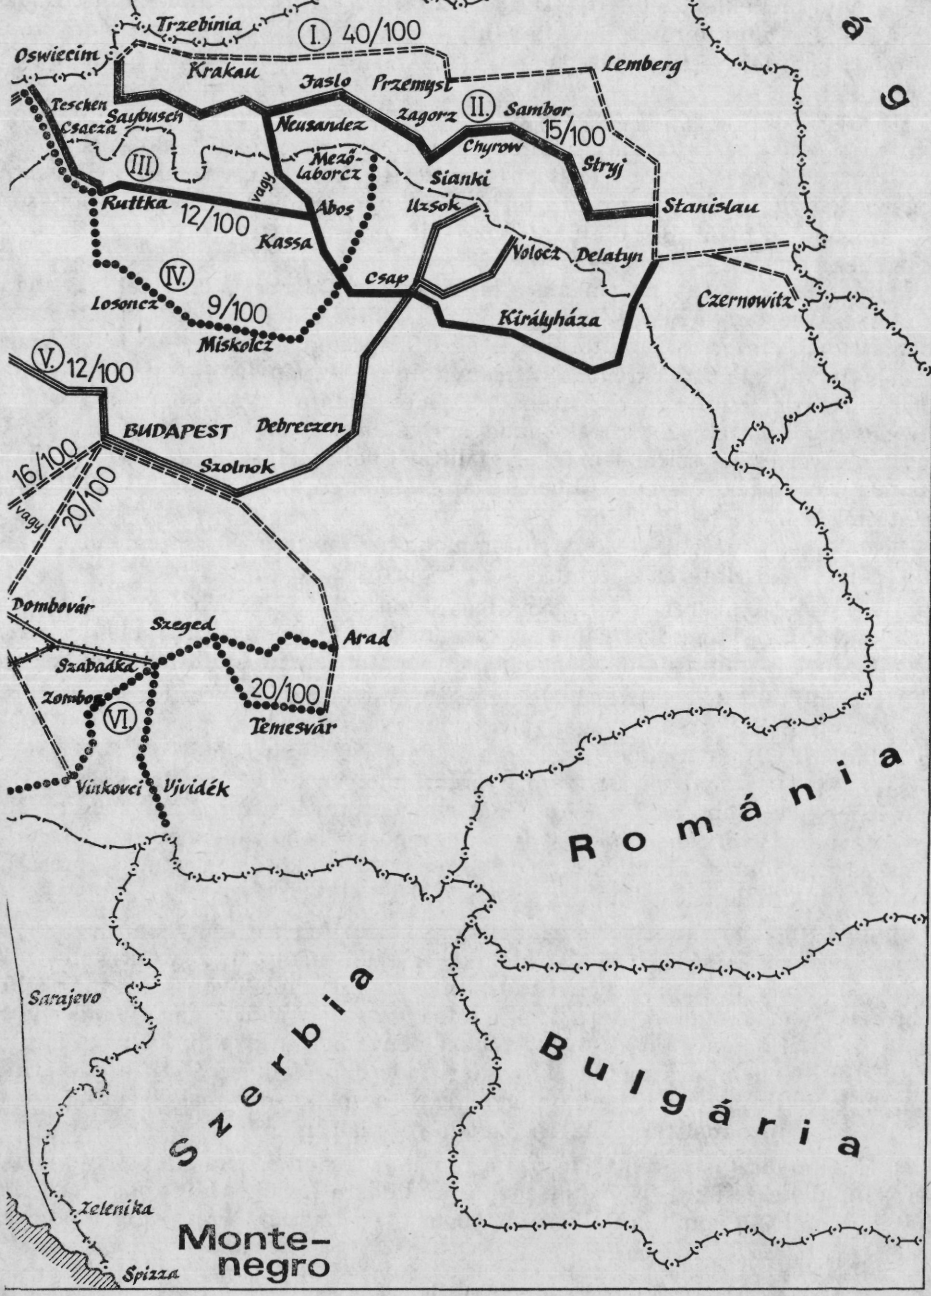 Trzebinia
á
g
I. 40/100
Oswiecim
Krakau
Jaslo
Przemysl
Lemberg
Teschen
Saybusch
Zagorz
II.
Sambor
15/100
Csacza
Neusandez
Chyrow
Stryj
III.
Mező-
laborcz
vagy
Sianki
Ruttka
12/100
Abos
Uzsok
Stanislau
Kassa
Volocz
Delatyn
IV.
Csap
Losoncz
9/100
Czernowitz
Királyháza
Miskolcz
V. 12/100
BUDAPEST
Debreczen
16/100
Szolnok
vagy
20/100
Dombovár
Szeged
Arad
Szabadka
Zombor
VI
20/100
Temesvár
Vinkovci
Ujvidék
Románia
Sarajevo
Szerbia
Bulgária
Zelenika
Monte-
negro
Spizza